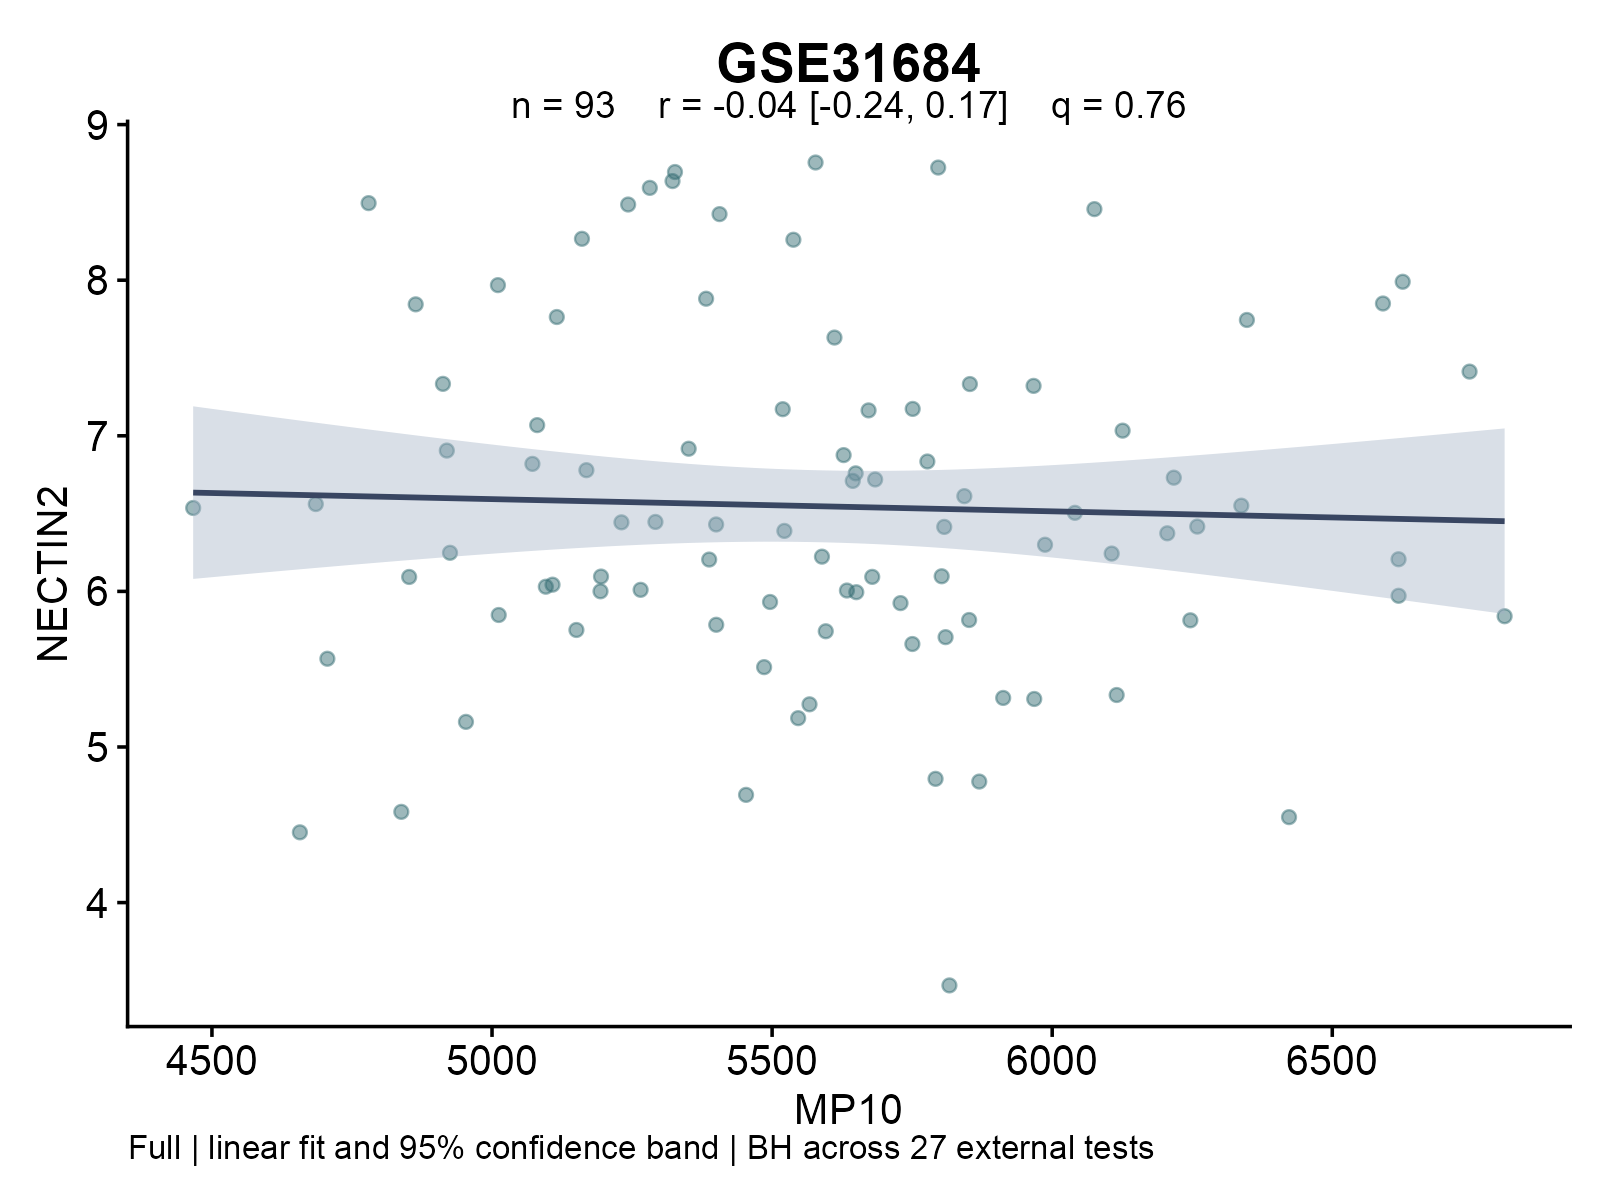 GSE31684
n = 93 r = -0.04 [-0.24, 0.17] q = 0.76
9
8
7
6
5
4
NECTIN2
4500 5000 5500 6000 6500
MP10
Full | linear fit and 95% confidence band | BH across 27 external tests